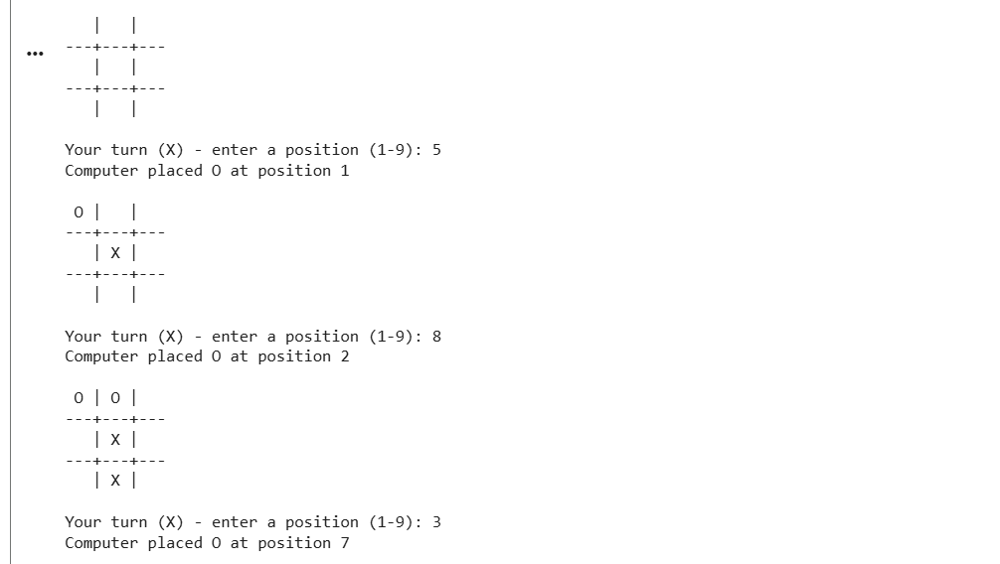 |   |
---+---+---
   |   |
---+---+---
   |   |
Your turn (X) - enter a position (1-9): 5
Computer placed O at position 1
 O |   |
---+---+---
   | X |
---+---+---
   |   |
Your turn (X) - enter a position (1-9): 8
Computer placed O at position 2
 O | O |
---+---+---
   | X |
---+---+---
   | X |
Your turn (X) - enter a position (1-9): 3
Computer placed O at position 7